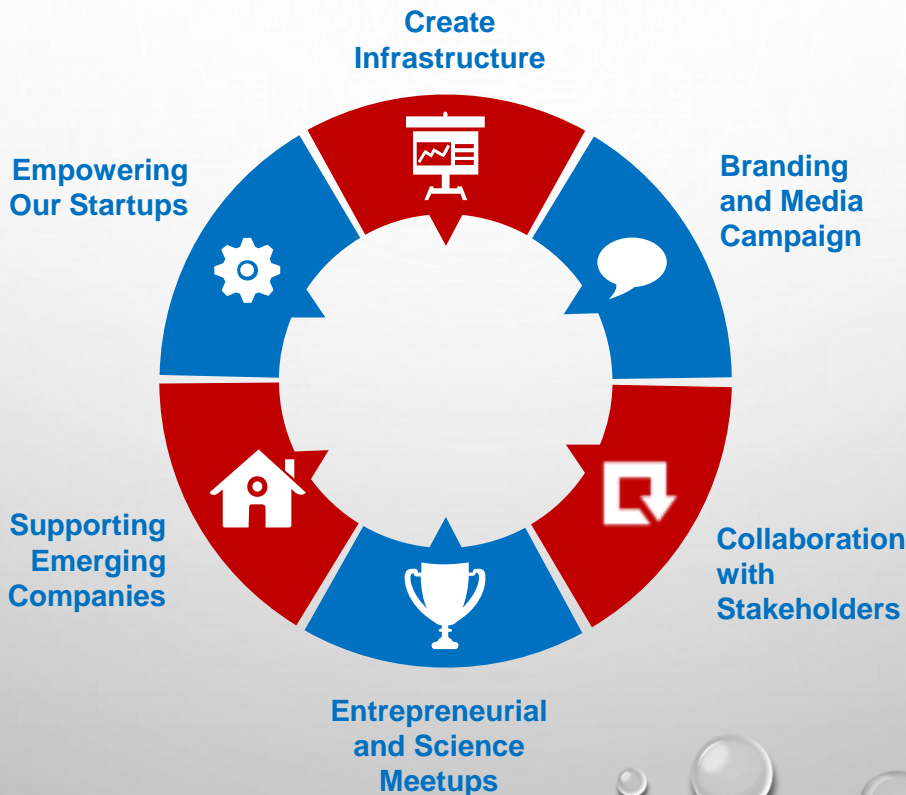 Create
Infrastructure
Branding
and Media
Campaign
Collaboration
with
Stakeholders
Entrepreneurial
and Science
Meetups
Supporting
Emerging
Companies
Empowering
Our Startups